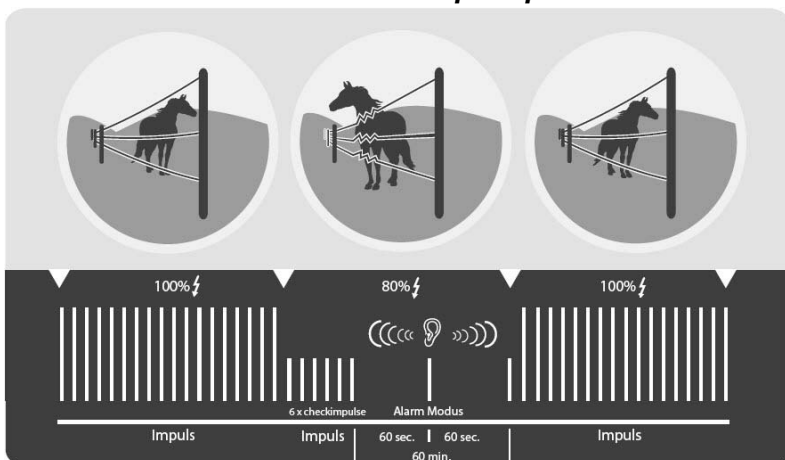 100% 80% 100%
6 x checkimpulse Alarm Modus
Impuls Impuls 60 sec. 60 sec. Impuls
60 min.